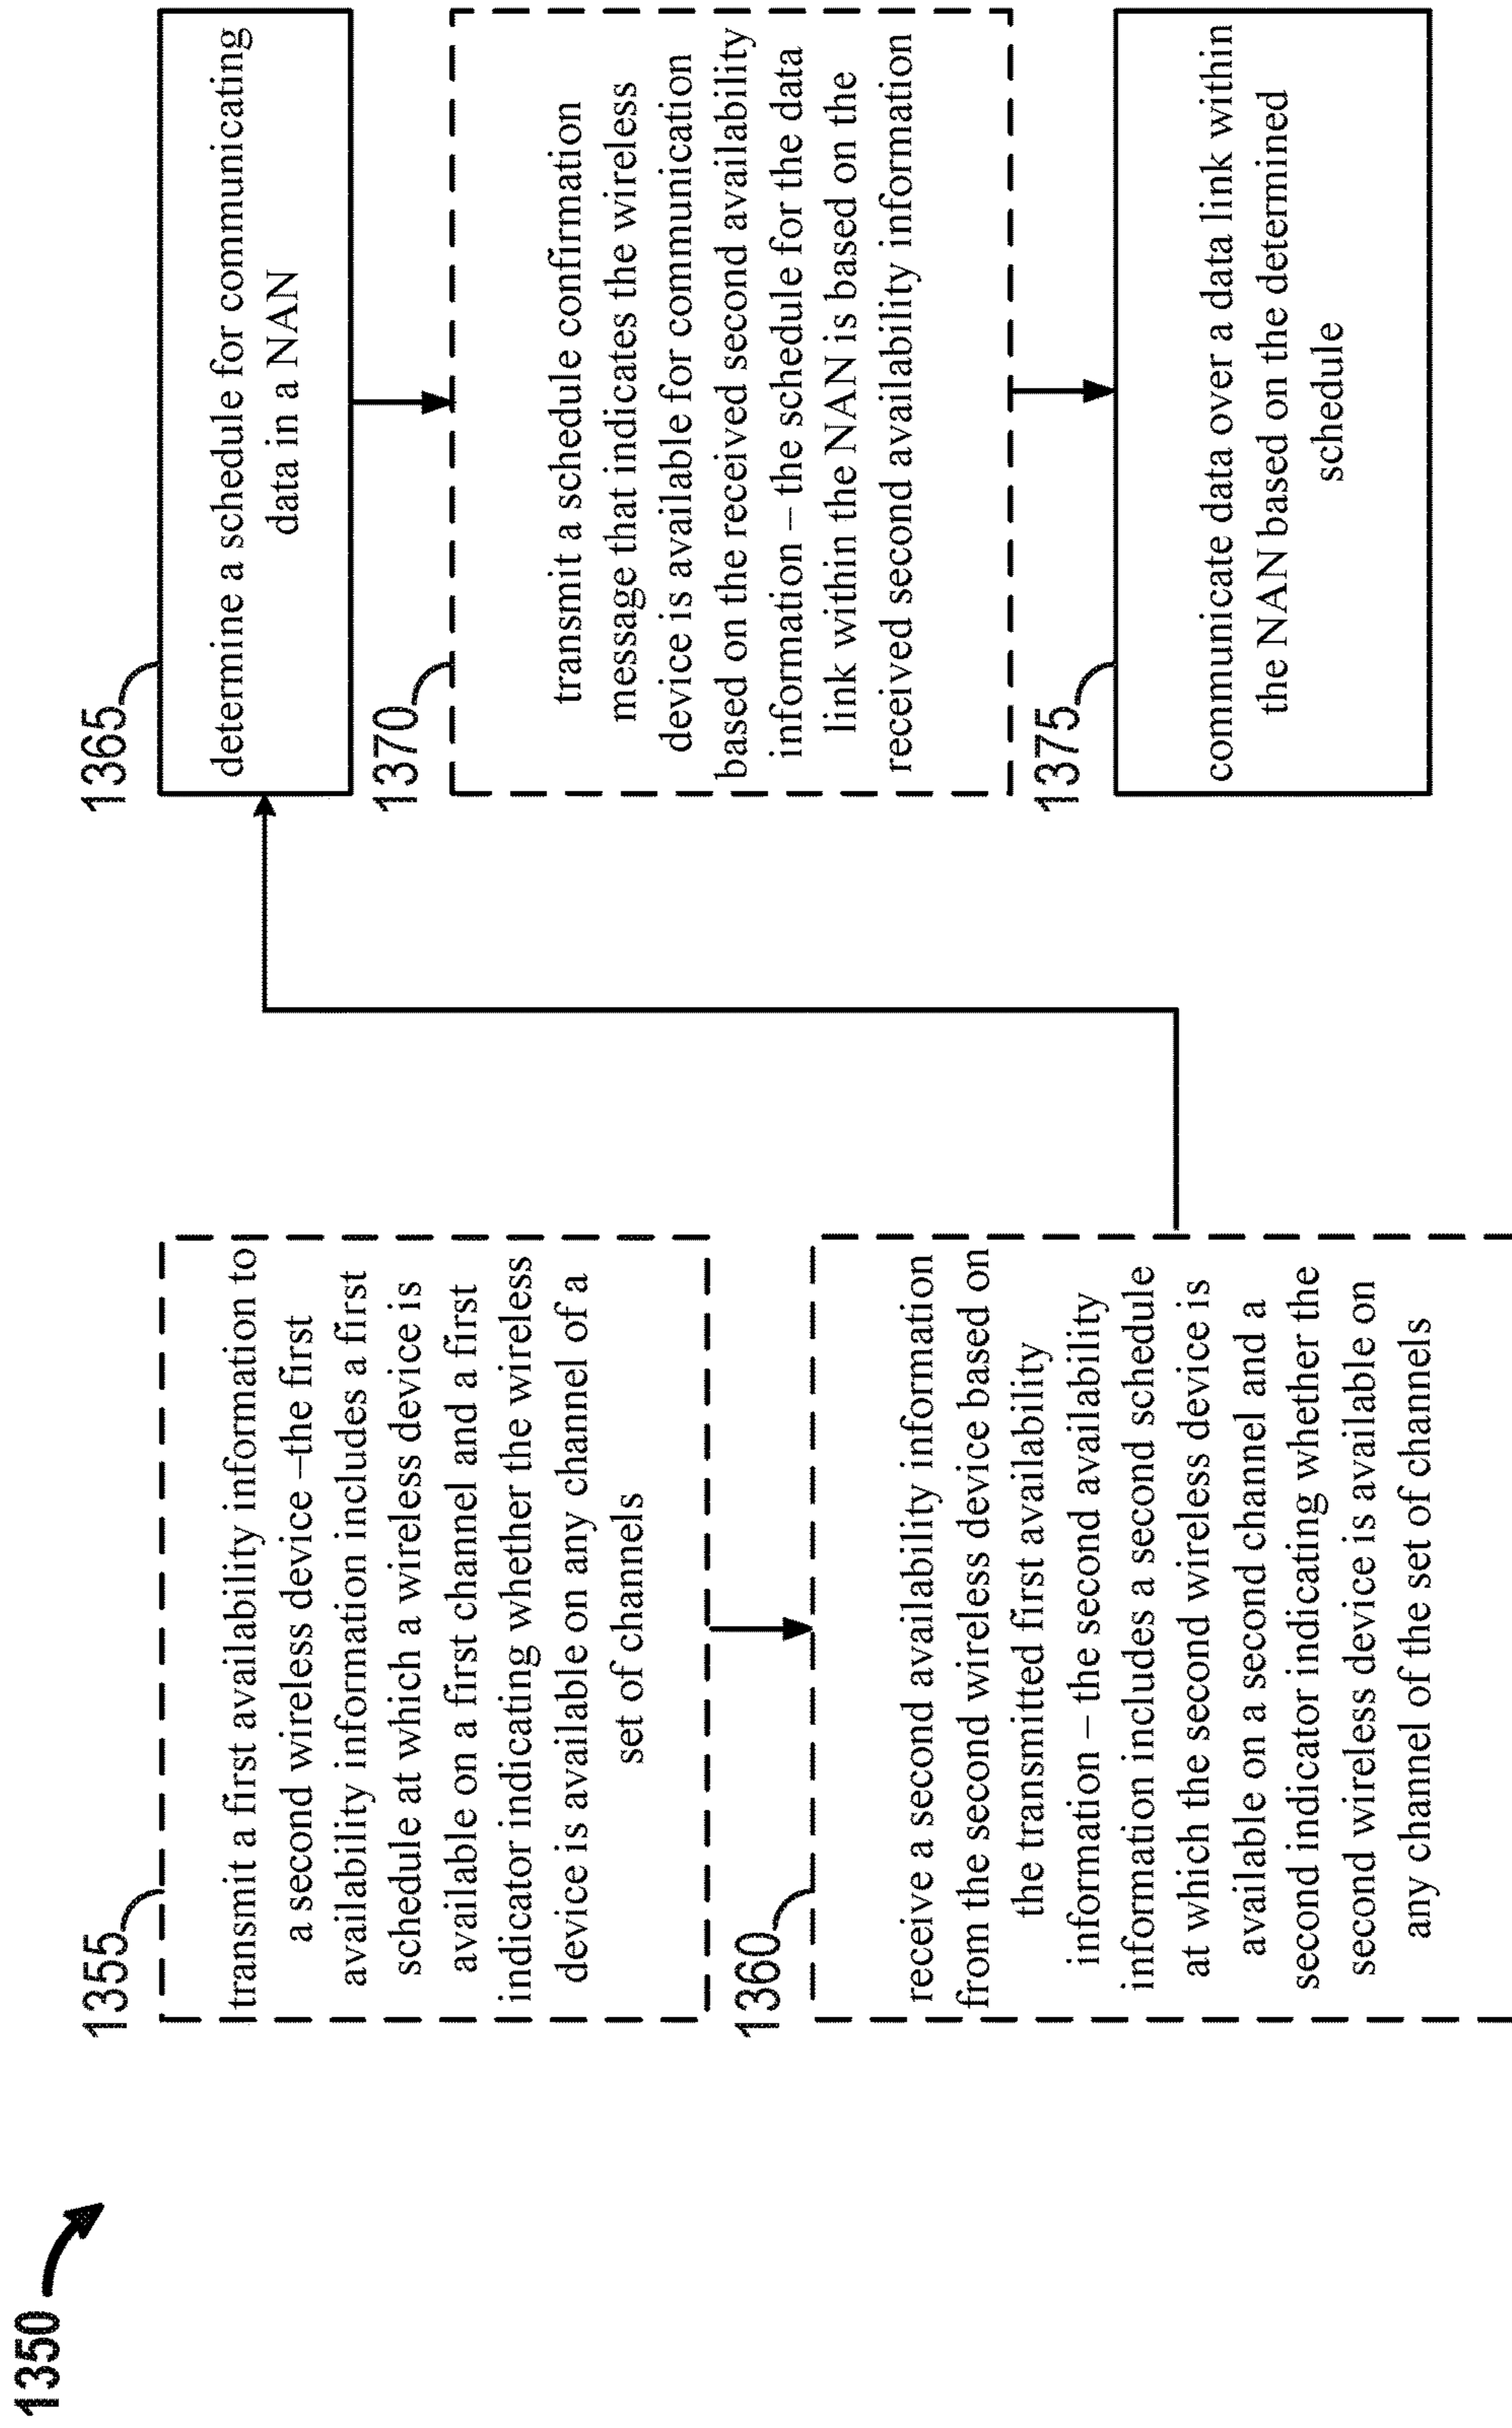 1350
1355
transmit a first availability information to
a second wireless device –the first
availability information includes a first
schedule at which a wireless device is
available on a first channel and a first
indicator indicating whether the wireless
device is available on any channel of a
set of channels
1360
receive a second availability information
from the second wireless device based on
the transmitted first availability
information – the second availability
information includes a second schedule
at which the second wireless device is
available on a second channel and a
second indicator indicating whether the
second wireless device is available on
any channel of the set of channels
1365
determine a schedule for communicating
data in a NAN
1370
transmit a schedule confirmation
message that indicates the wireless
device is available for communication
based on the received second availability
information – the schedule for the data
link within the NAN is based on the
received second availability information
1375
communicate data over a data link within
the NAN based on the determined
schedule